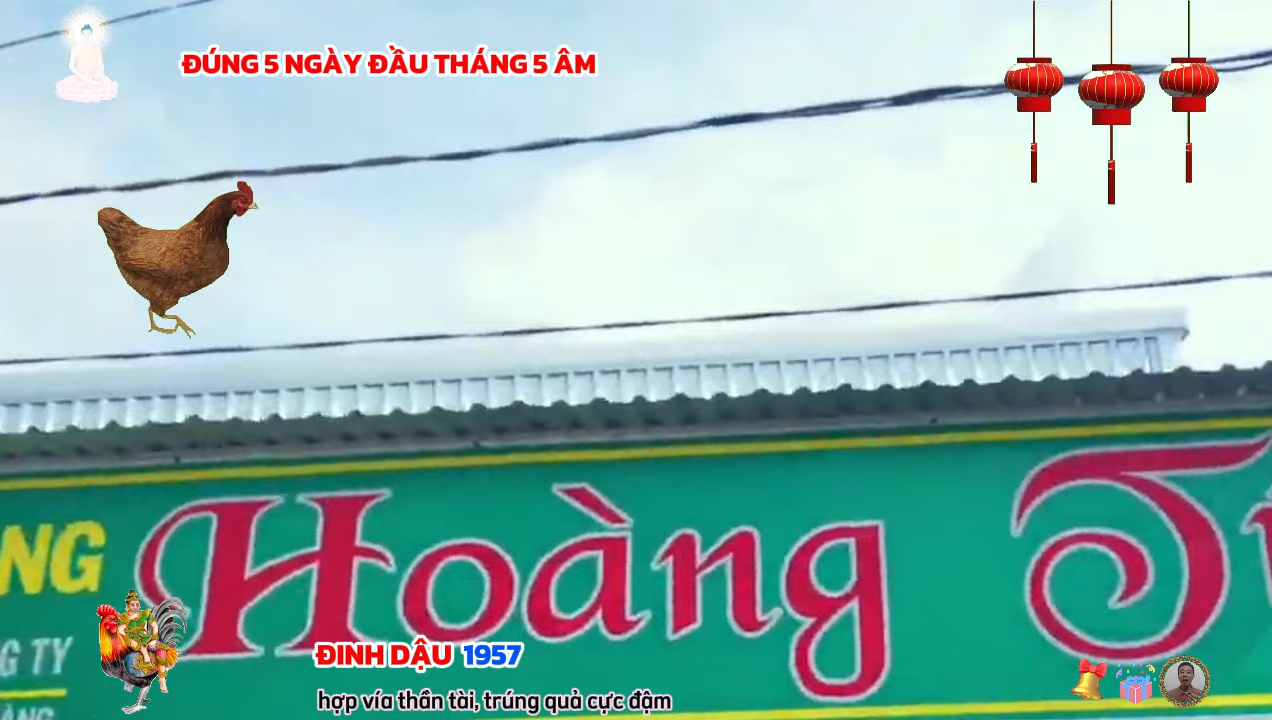 ĐÚNG 5 NGÀY ĐẦU THÁNG 5 ÂM
NG
Hoàng
G TY
ĐINH DẬU 1957
hợp vía thần tài, trúng quả cực đậm